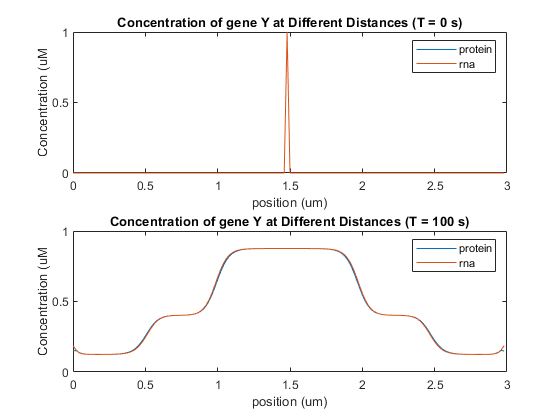 Concentration of gene Y at Different Distances (T = 0 s)
1
0.5
0
Concentration (uM
protein
rna
0 0.5 1 1.5 2 2.5 3
position (um)
Concentration of gene Y at Different Distances (T = 100 s)
1
0.5
0
Concentration (uM
protein
rna
0 0.5 1 1.5 2 2.5 3
position (um)